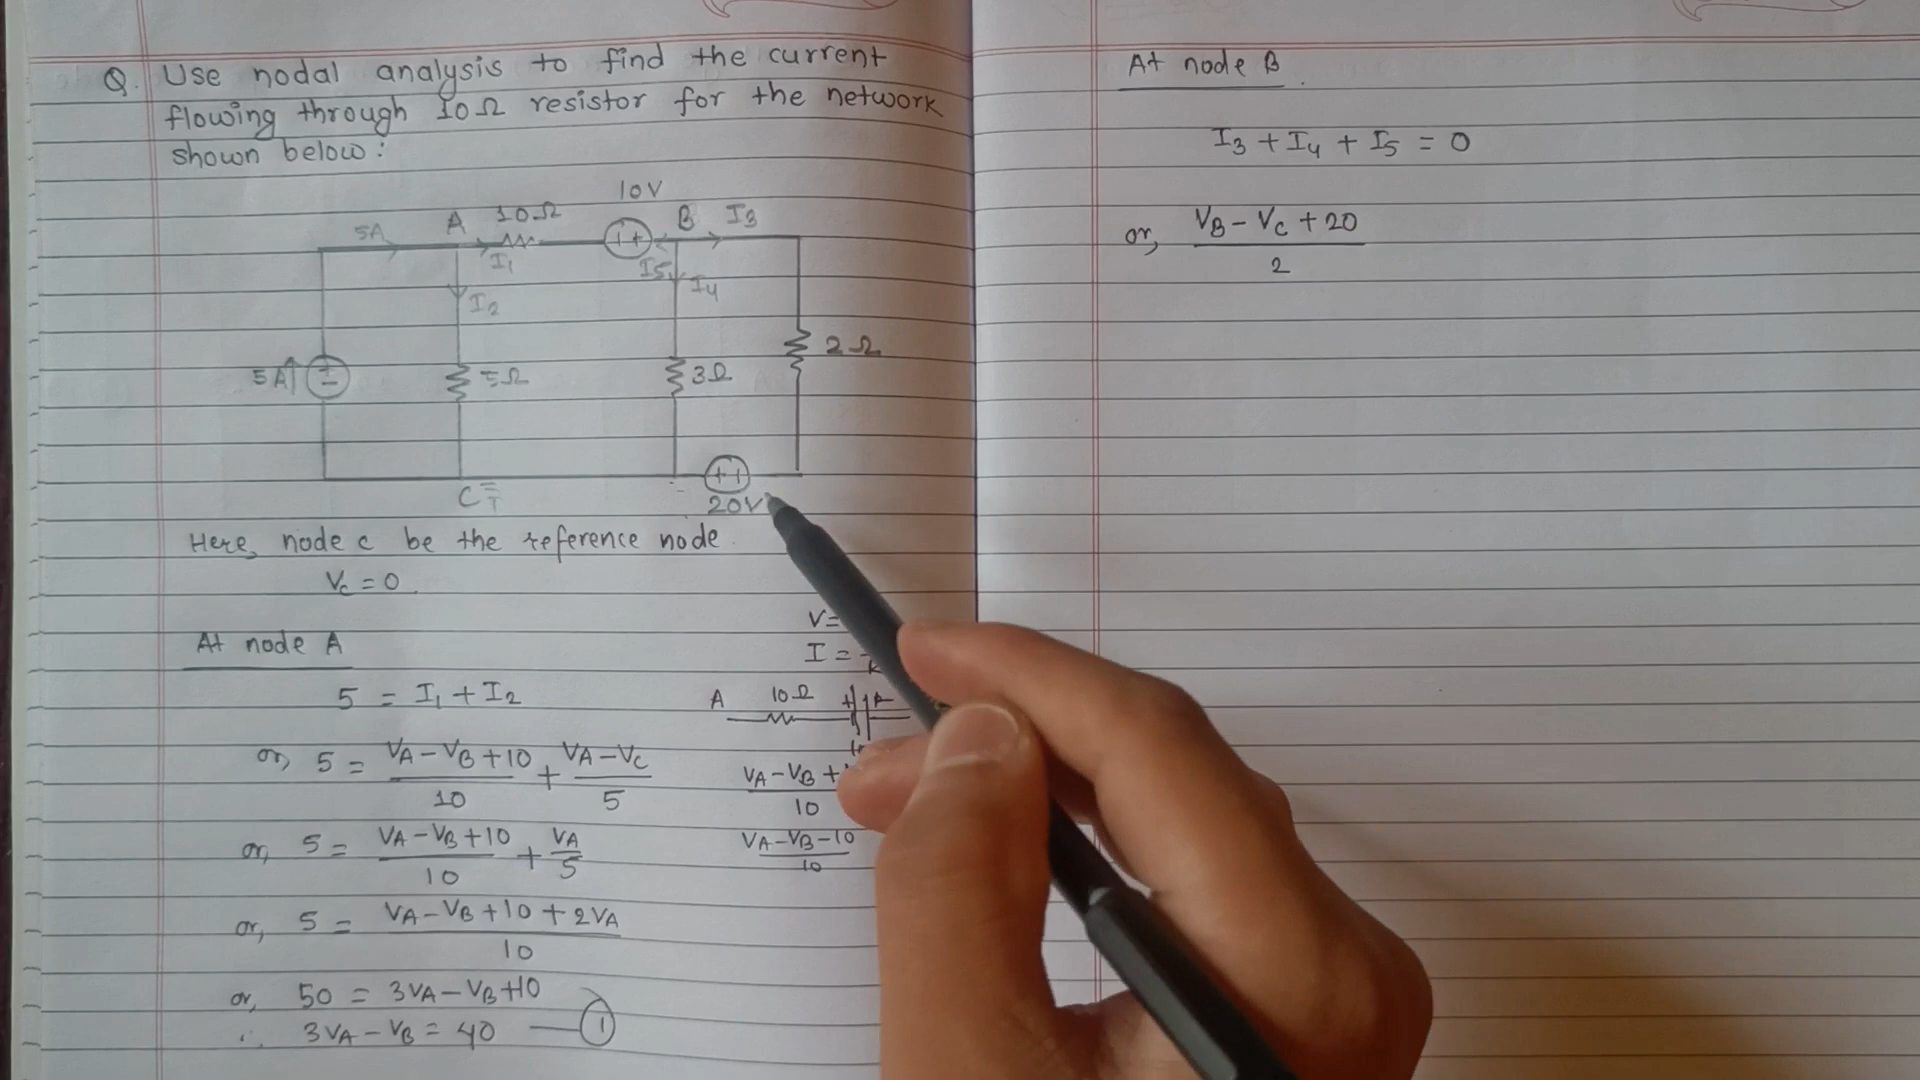 Q. Use nodal analysis to find the current
flowing through 10Ω resistor for the network
shown below:
10V
A 10Ω B I3
5A
I1 I5 I4
I2
2Ω
5A 5Ω 3Ω
C
20V
Here, node c be the reference node.
Vc = 0.
V=
At node A
I =
5 = I1 + I2
A 10Ω
or, 5 = (VA - VB + 10)/10 + (VA - VC)/5
VA - VB +
10
or, 5 = (VA - VB + 10)/10 + VA/5
(VA - VB - 10)/10
or, 5 = (VA - VB + 10 + 2VA)/10
or, 50 = 3VA - VB + 10
∴ 3VA - VB = 40 — 1
At node B
I3 + I4 + I5 = 0
or, (VB - VC + 20)/2